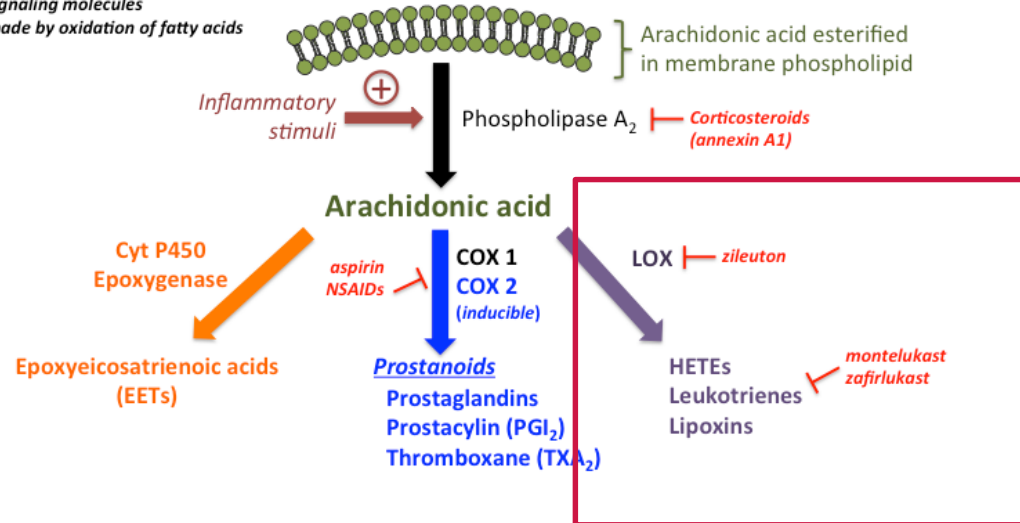 gnaling molecules
ade by oxidation of fatty acids
Arachidonic acid esterified
in membrane phospholipid
Inflammatory
stimuli
+
Phospholipase A₂
Corticosteroids
(annexin A1)
Arachidonic acid
Cyt P450
Epoxygenase
aspirin
NSAIDs
COX 1
COX 2
(inducible)
LOX
zileuton
Epoxyeicosatrienoic acids
(EETs)
Prostanoids
Prostaglandins
Prostacylin (PGI₂)
Thromboxane (TXA₂)
HETEs
Leukotrienes
Lipoxins
montelukast
zafirlukast